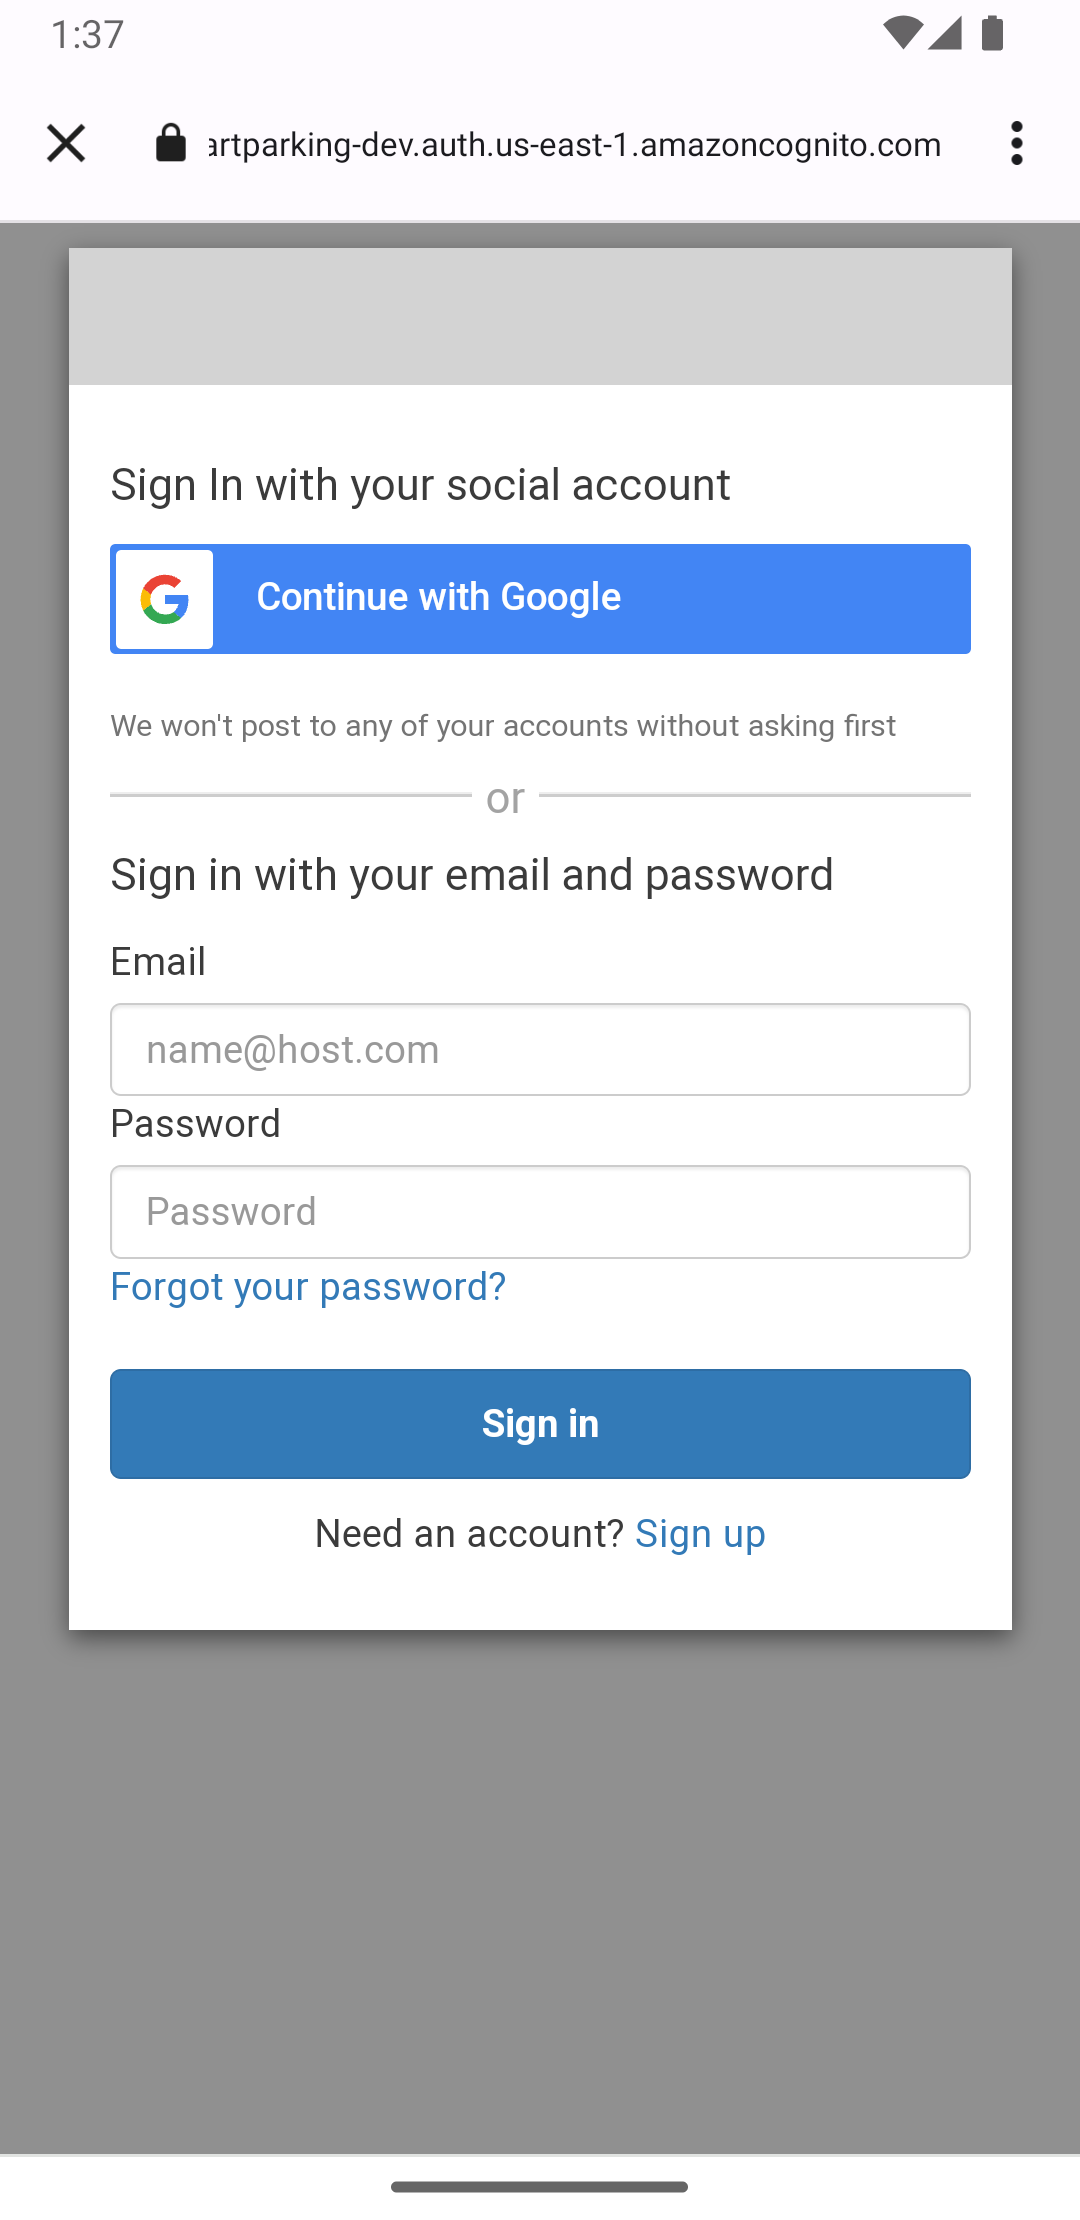 1:37
artparking-dev.auth.us-east-1.amazoncognito.com
Sign In with your social account
Continue with Google
We won't post to any of your accounts without asking first
or
Sign in with your email and password
Email
name@host.com
Password
Password
Forgot your password?
Sign in
Need an account? Sign up